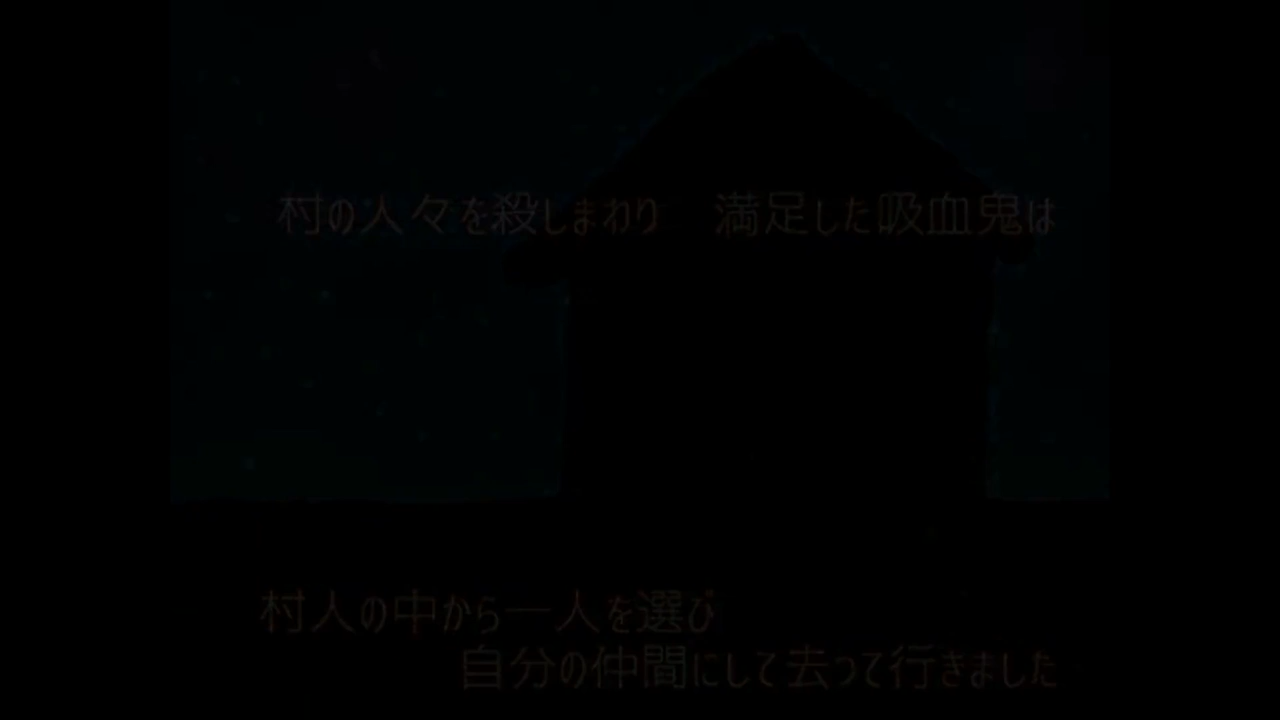 村の人々を殺しまわり　満足した吸血鬼は
村人の中から一人を選び
自分の仲間にして去って行きました